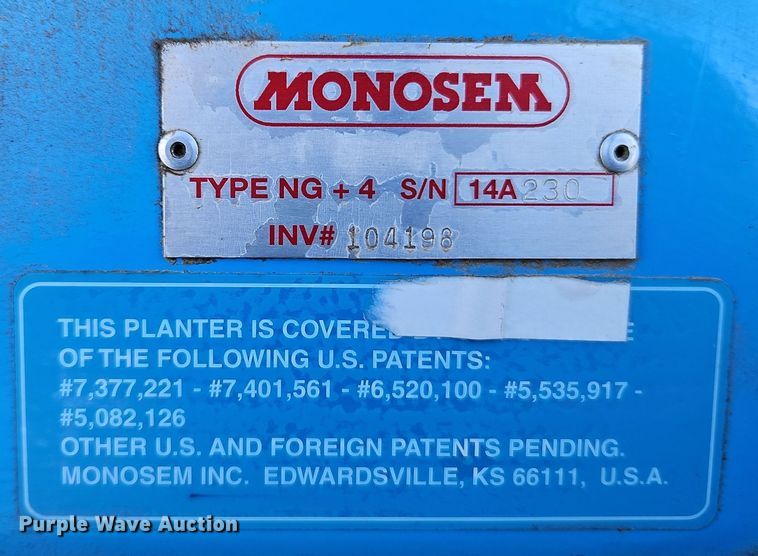 MONOSEM
TYPE NG + 4 S/N 14A230
INV# 104196
THIS PLANTER IS COVERED
OF THE FOLLOWING U.S. PATENTS:
#7,377,221 - #7,401,561 - #6,520,100 - #5,535,917 -
#5,082,126
OTHER U.S. AND FOREIGN PATENTS PENDING.
MONOSEM INC. EDWARDSVILLE, KS 66111, U.S.A.
Purple Wave Auction